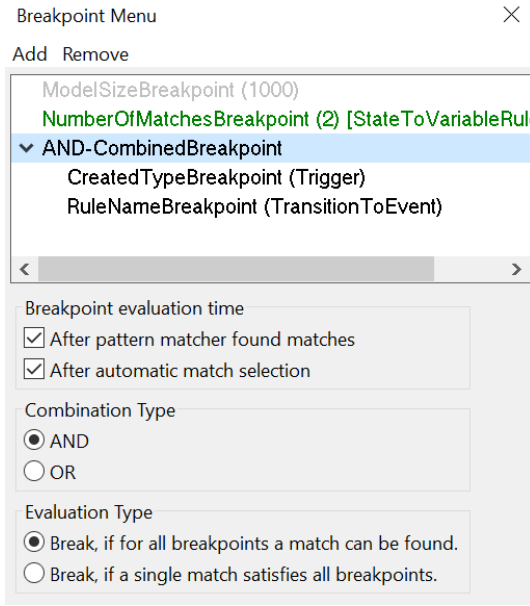 Breakpoint Menu
Add Remove
ModelSizeBreakpoint (1000)
NumberOfMatchesBreakpoint (2) [StateToVariableRul
AND-CombinedBreakpoint
CreatedTypeBreakpoint (Trigger)
RuleNameBreakpoint (TransitionToEvent)
Breakpoint evaluation time
After pattern matcher found matches
After automatic match selection
Combination Type
AND
OR
Evaluation Type
Break, if for all breakpoints a match can be found.
Break, if a single match satisfies all breakpoints.